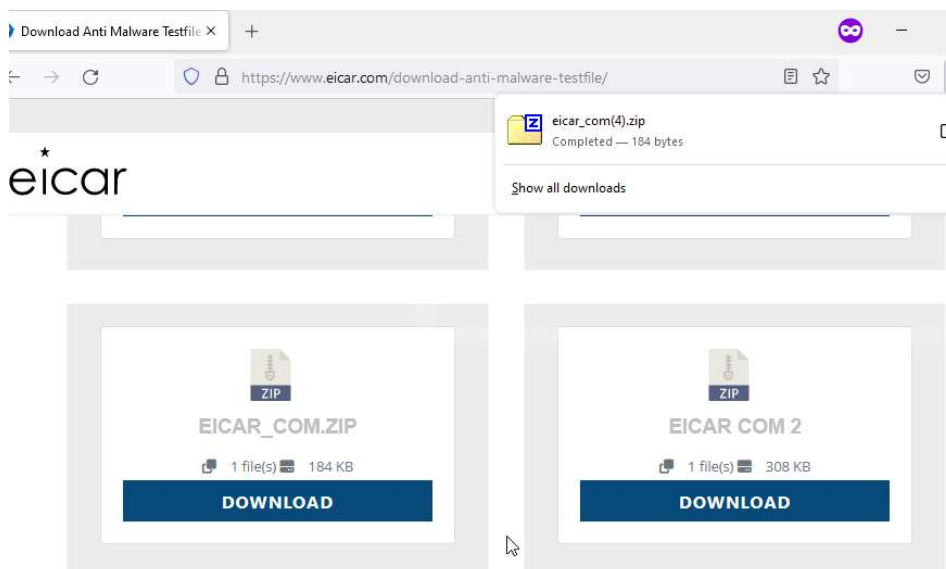 Download Anti Malware Testfile
https://www.eicar.com/download-anti-malware-testfile/
eicar_com(4).zip
Completed — 184 bytes
Show all downloads
eicar
ZIP
EICAR_COM.ZIP
1 file(s) 184 KB
DOWNLOAD
ZIP
EICAR COM 2
1 file(s) 308 KB
DOWNLOAD